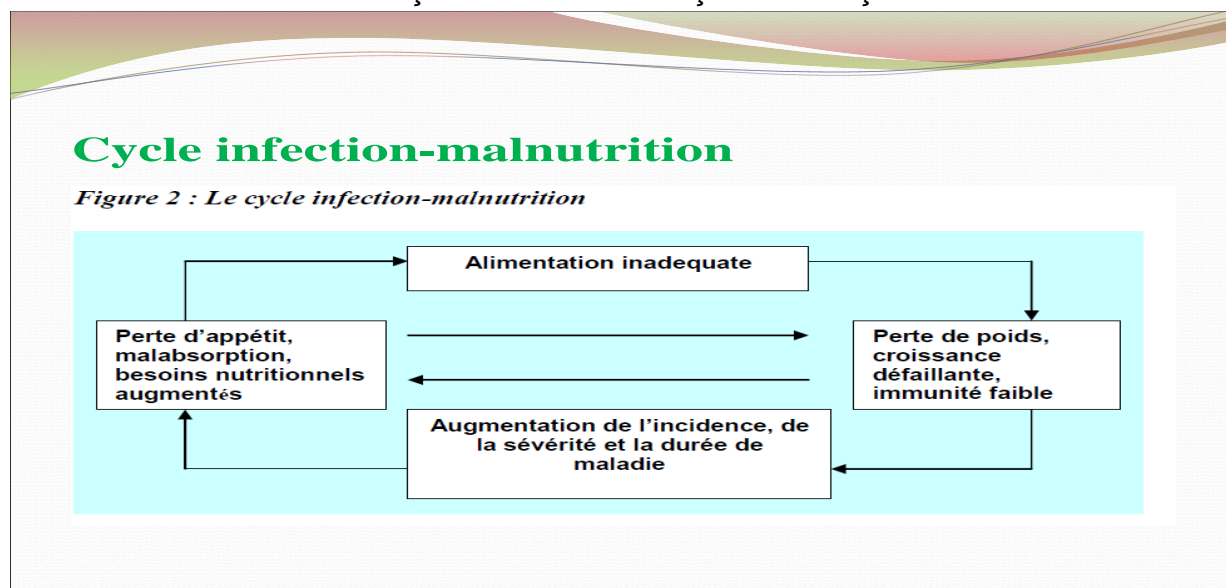 Cycle infection-malnutrition
Figure 2 : Le cycle infection-malnutrition
Alimentation inadequate
Perte d’appétit,
malabsorption,
besoins nutritionnels
augmentés
Perte de poids,
croissance
défaillante,
immunité faible
Augmentation de l’incidence, de
la sévérité et la durée de
maladie